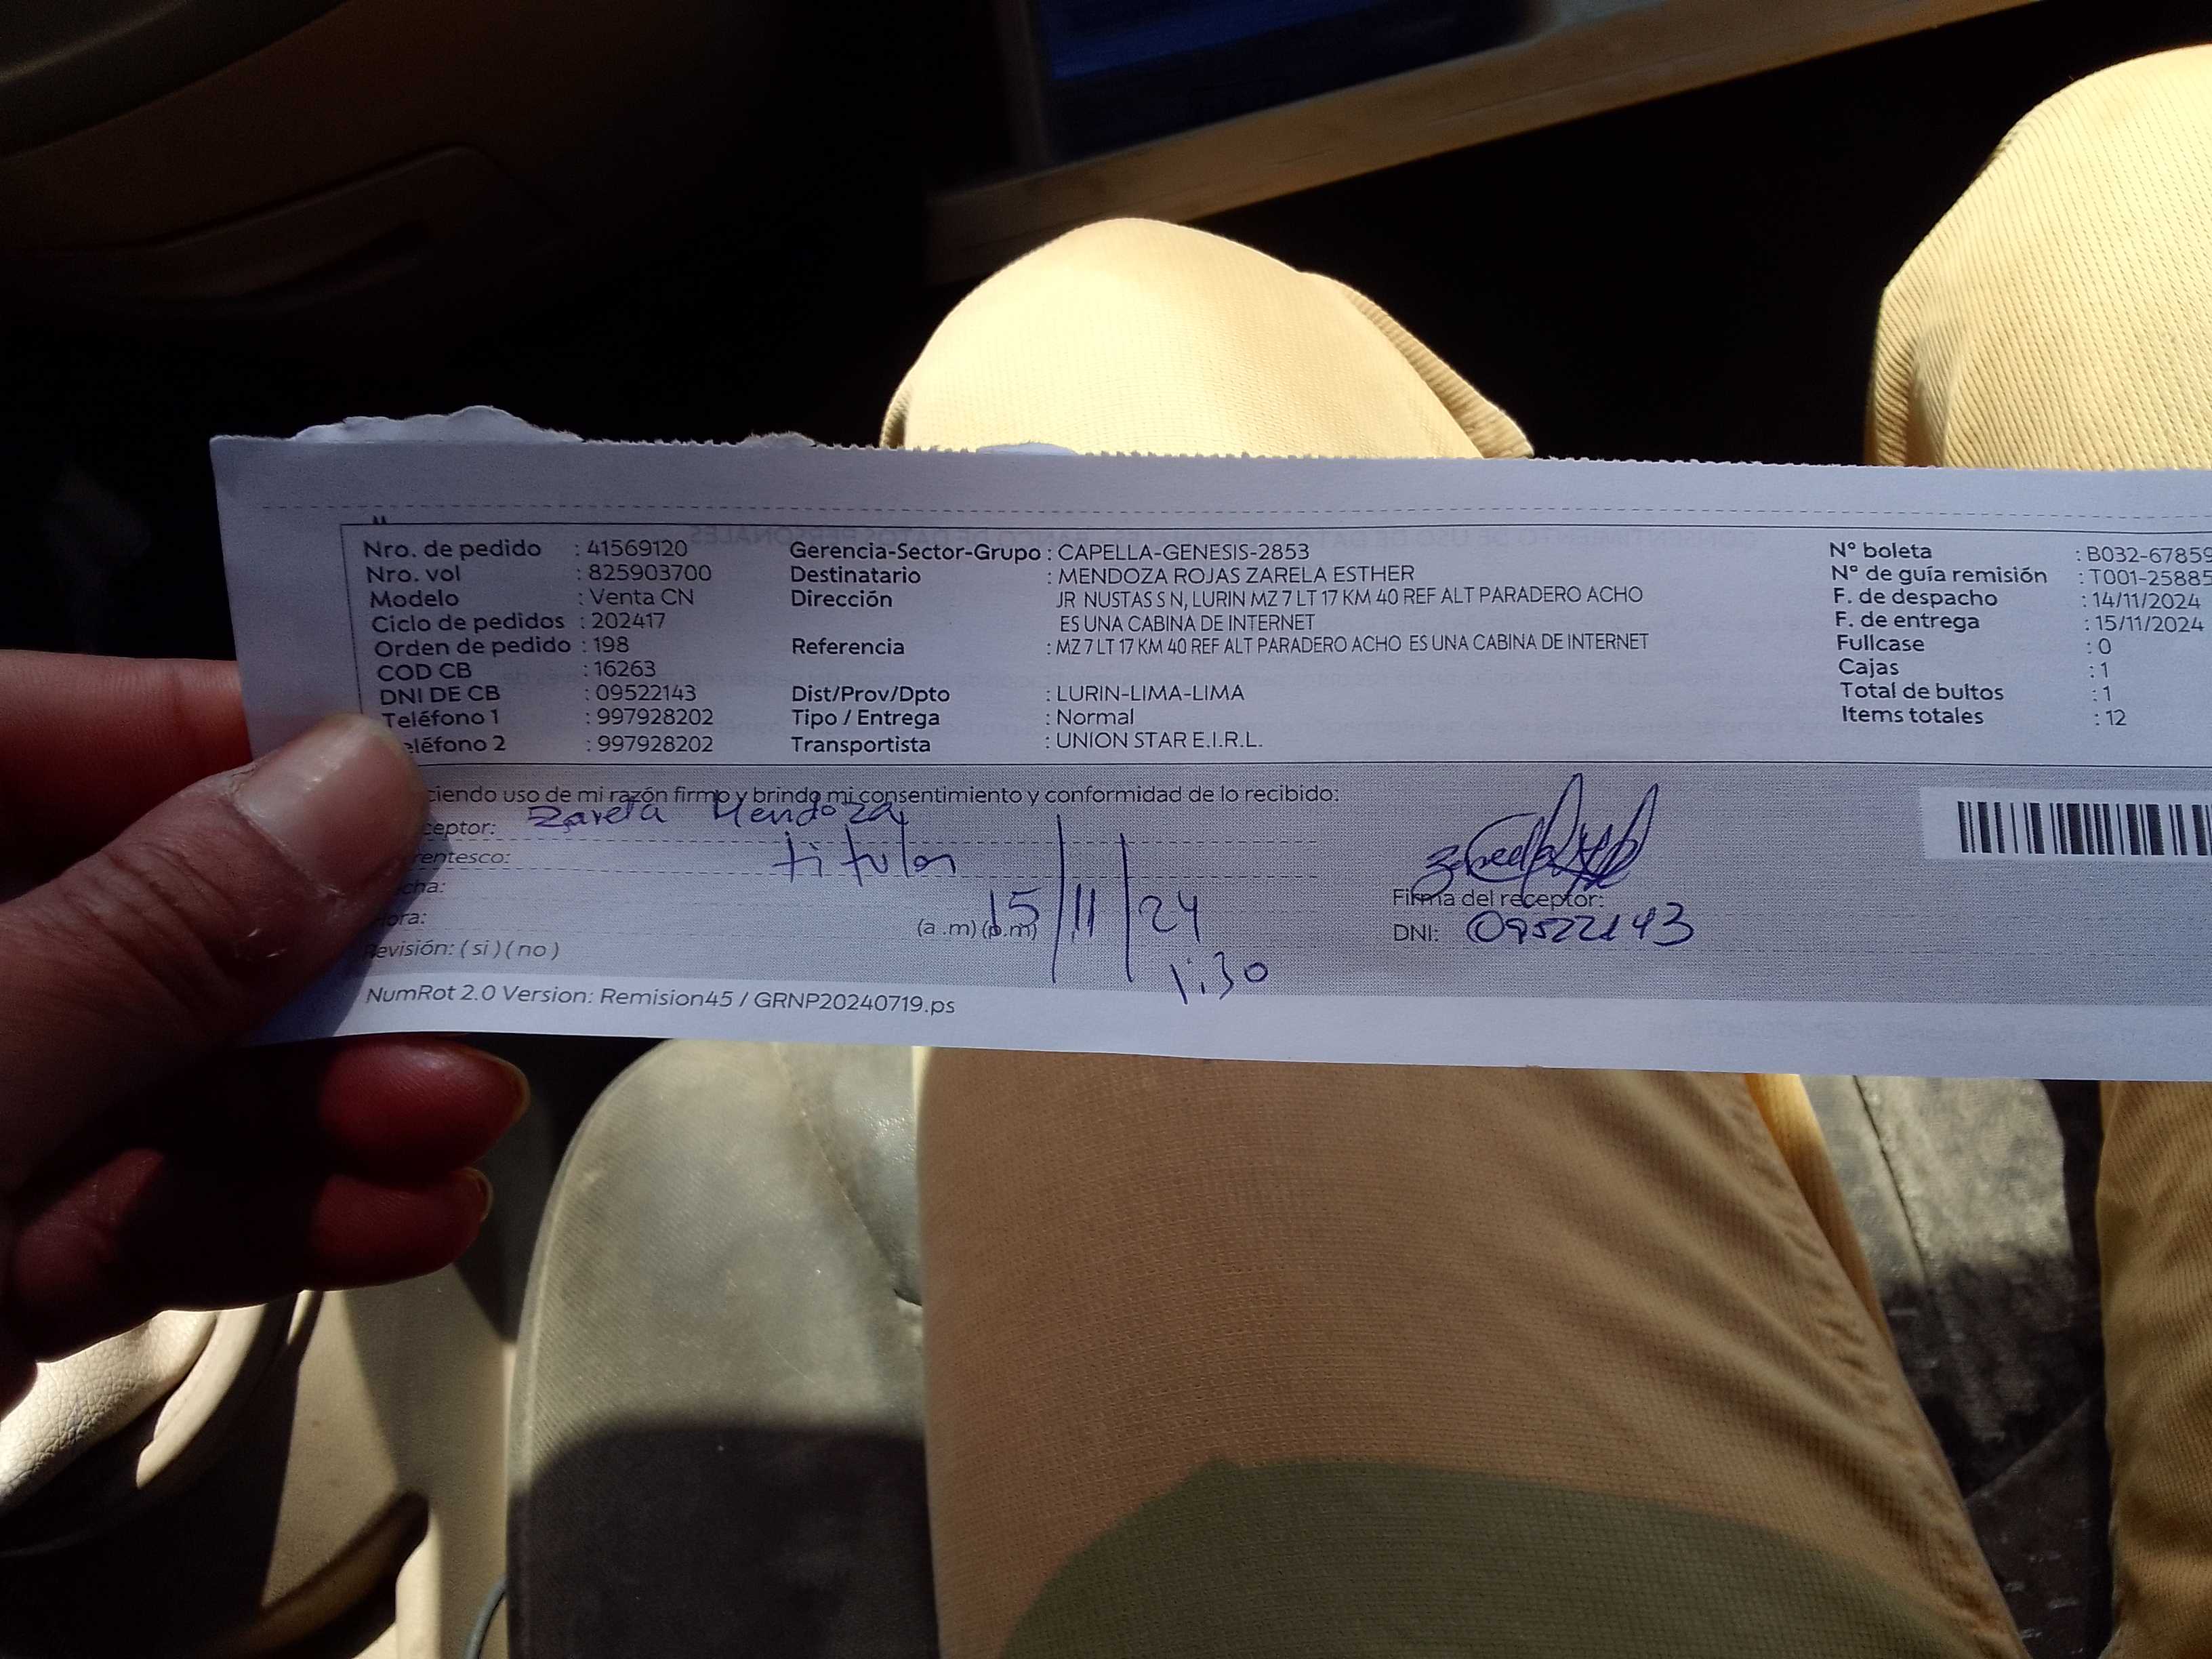 Nro. de pedido : 41569120 Gerencia-Sector-Grupo : CAPELLA-GENESIS-2853 N° boleta : B032-67859
Nro. vol : 825903700 Destinatario : MENDOZA ROJAS ZARELA ESTHER N° de guía remisión : T001-25885
Modelo : Venta CN Dirección JR NUSTAS S N, LURIN MZ 7 LT 17 KM 40 REF ALT PARADERO ACHO F. de despacho : 14/11/2024
Ciclo de pedidos : 202417 ES UNA CABINA DE INTERNET F. de entrega : 15/11/2024
Orden de pedido : 198 Referencia : MZ 7 LT 17 KM 40 REF ALT PARADERO ACHO ES UNA CABINA DE INTERNET Fullcase : 0
COD CB : 16263 Cajas : 1
DNI DE CB : 09522143 Dist/Prov/Dpto : LURIN-LIMA-LIMA Total de bultos : 1
Teléfono 1 : 997928202 Tipo / Entrega : Normal Items totales : 12
eléfono 2 : 997928202 Transportista : UNION STAR E.I.R.L.
ciendo uso de mi razón firmo y brindo mi consentimiento y conformidad de lo recibido:
ceptor: Zarela Mendoza
rentesco: titular
cha: 15/11/24 Firma del receptor:
Hora: (a .m) (p.m) 1:30 DNI: 09522143
Revisión: ( si ) ( no )
NumRot 2.0 Version: Remision45 / GRNP20240719.ps